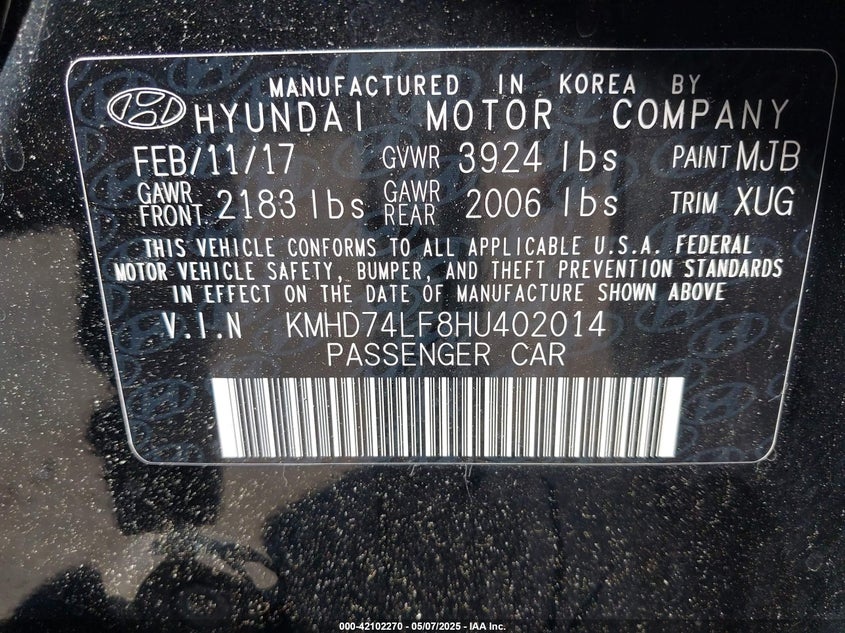 MANUFACTURED IN KOREA BY
HYUNDAI MOTOR COMPANY
FEB/11/17 GVWR 3924 lbs PAINT MJB
GAWR FRONT 2183 lbs GAWR REAR 2006 lbs TRIM XUG
THIS VEHICLE CONFORMS TO ALL APPLICABLE U.S.A. FEDERAL
MOTOR VEHICLE SAFETY, BUMPER, AND THEFT PREVENTION STANDARDS
IN EFFECT ON THE DATE OF MANUFACTURE SHOWN ABOVE
V.I.N KMHD74LF8HU402014
PASSENGER CAR
000-42102270 - 05/07/2025 - IAA Inc.